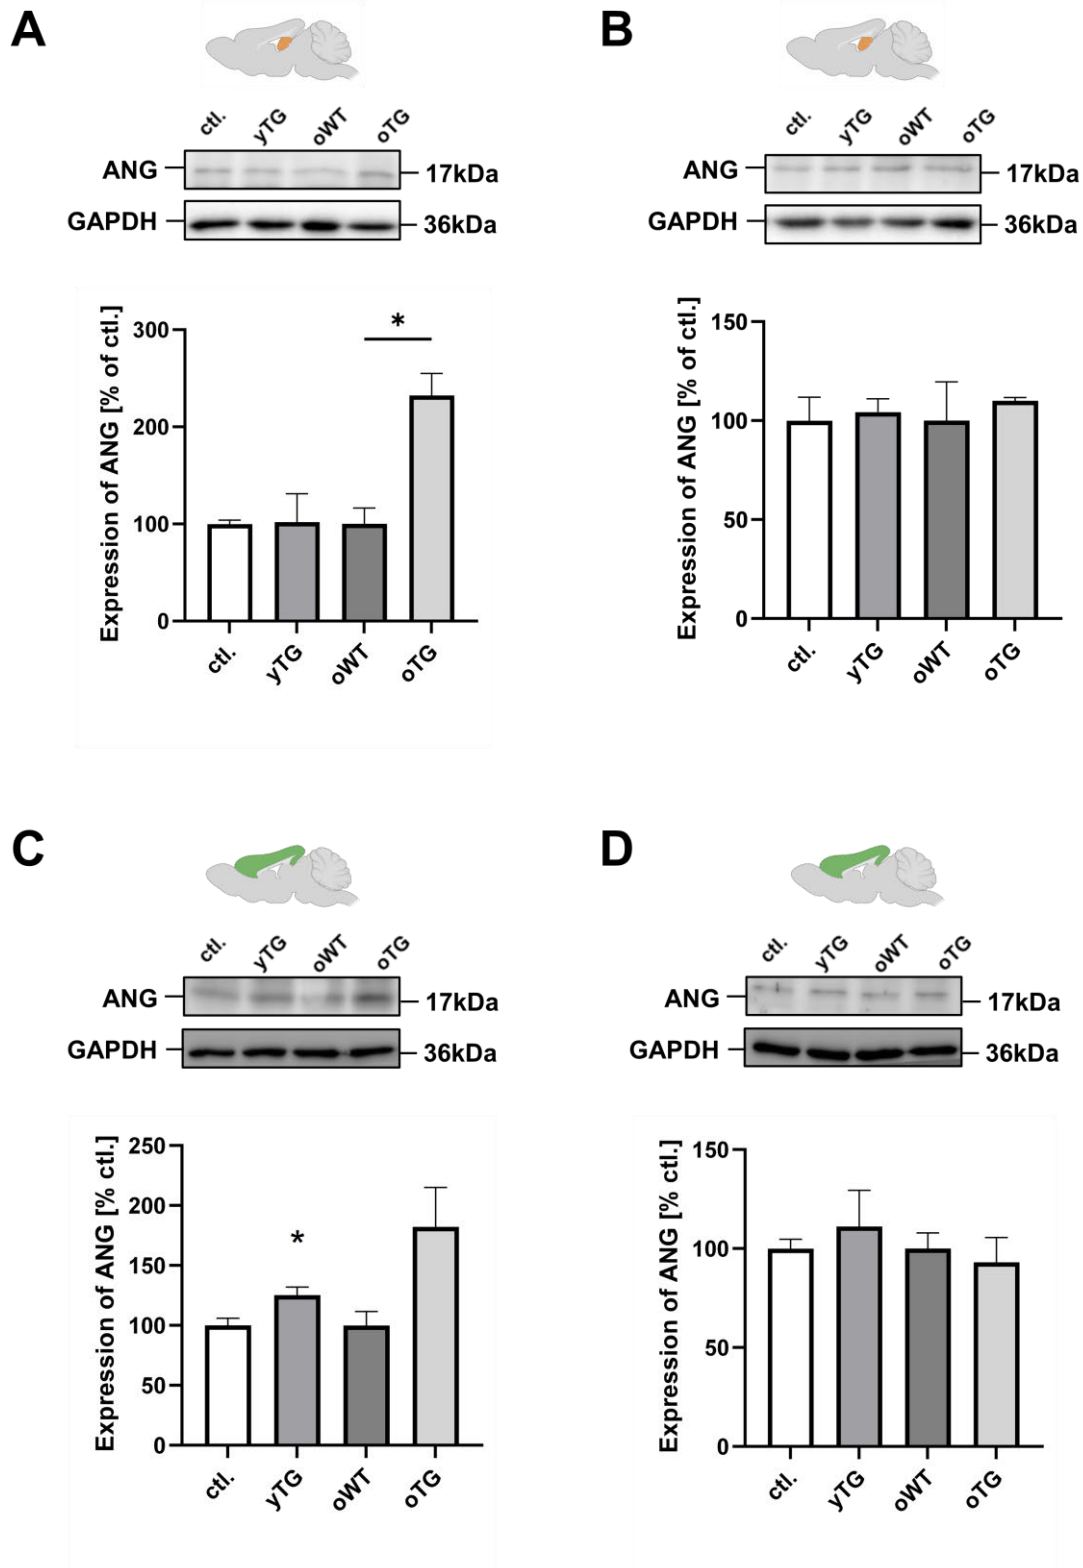 A
ctl. yTG oWT oTG
ANG 17kDa
GAPDH 36kDa
Expression of ANG [% of ctl.]
300
200
100
0
*
ctl. yTG oWT oTG
B
ctl. yTG oWT oTG
ANG 17kDa
GAPDH 36kDa
Expression of ANG [% of ctl.]
150
100
50
0
ctl. yTG oWT oTG
C
ctl. yTG oWT oTG
ANG 17kDa
GAPDH 36kDa
Expression of ANG [% ctl.]
250
200
150
100
50
0
*
ctl. yTG oWT oTG
D
ctl. yTG oWT oTG
ANG 17kDa
GAPDH 36kDa
Expression of ANG [% ctl.]
150
100
50
0
ctl. yTG oWT oTG